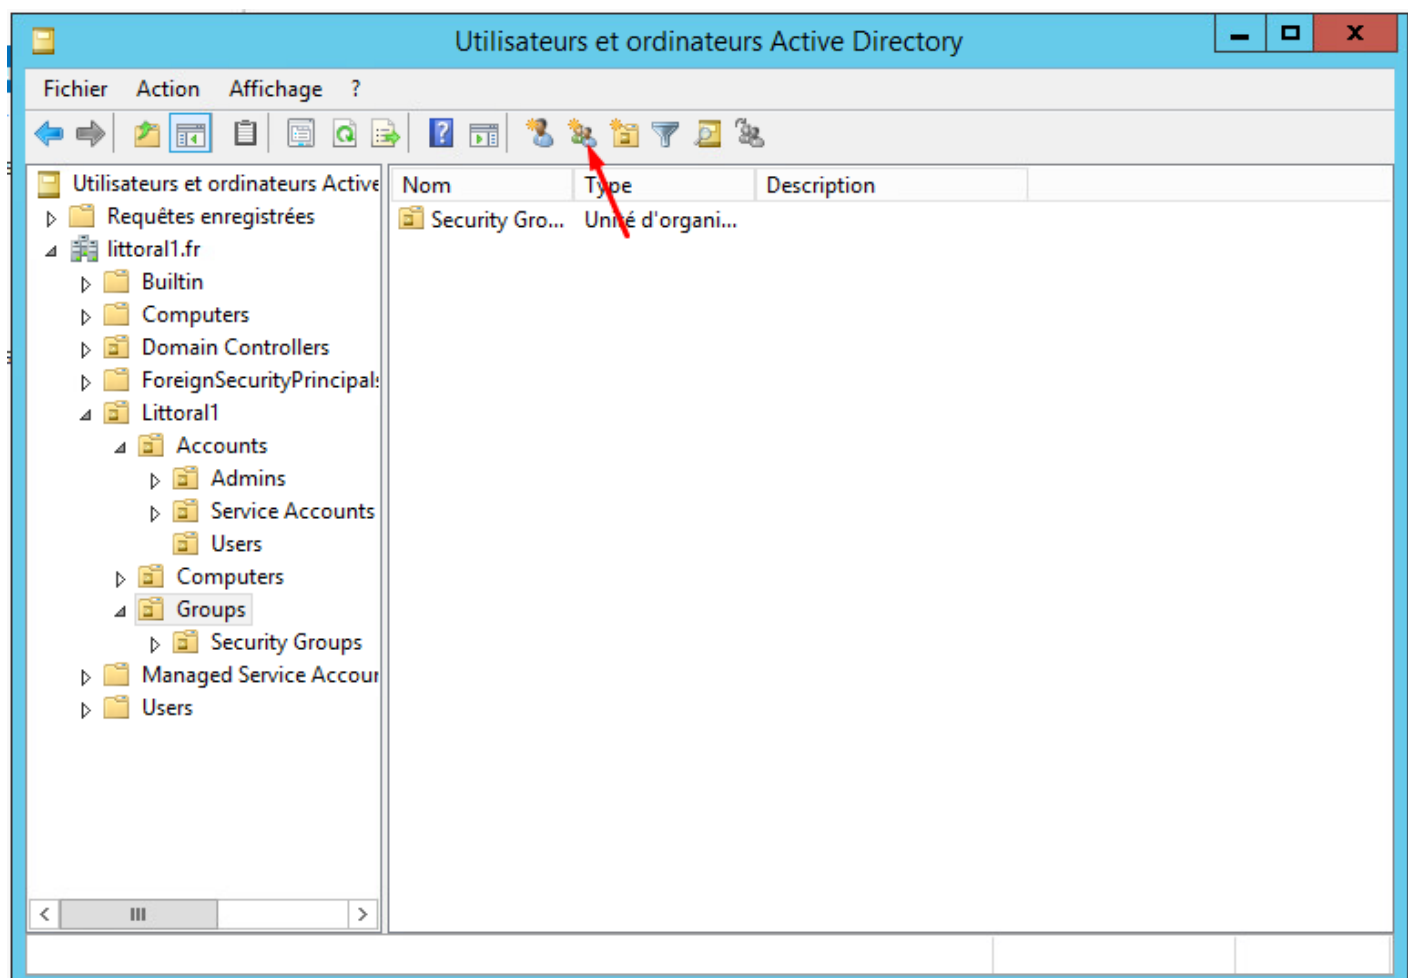 Utilisateurs et ordinateurs Active Directory
Fichier Action Affichage ?
Utilisateurs et ordinateurs Active
Requêtes enregistrées
littoral1.fr
Builtin
Computers
Domain Controllers
ForeignSecurityPrincipals
Littoral1
Accounts
Admins
Service Accounts
Users
Computers
Groups
Security Groups
Managed Service Accour
Users
Nom Type Description
Security Gro... Unité d'organi...